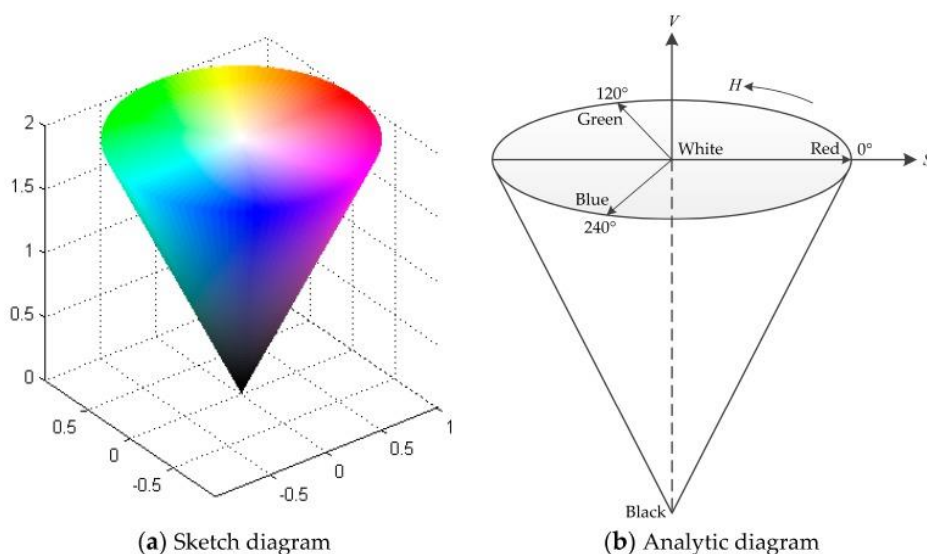 2
1.5
1
0.5
0
0.5
0
-0.5
-0.5
0
0.5
1
(a) Sketch diagram
V
H
120°
Green
White
Red
0°
S
Blue
240°
Black
(b) Analytic diagram